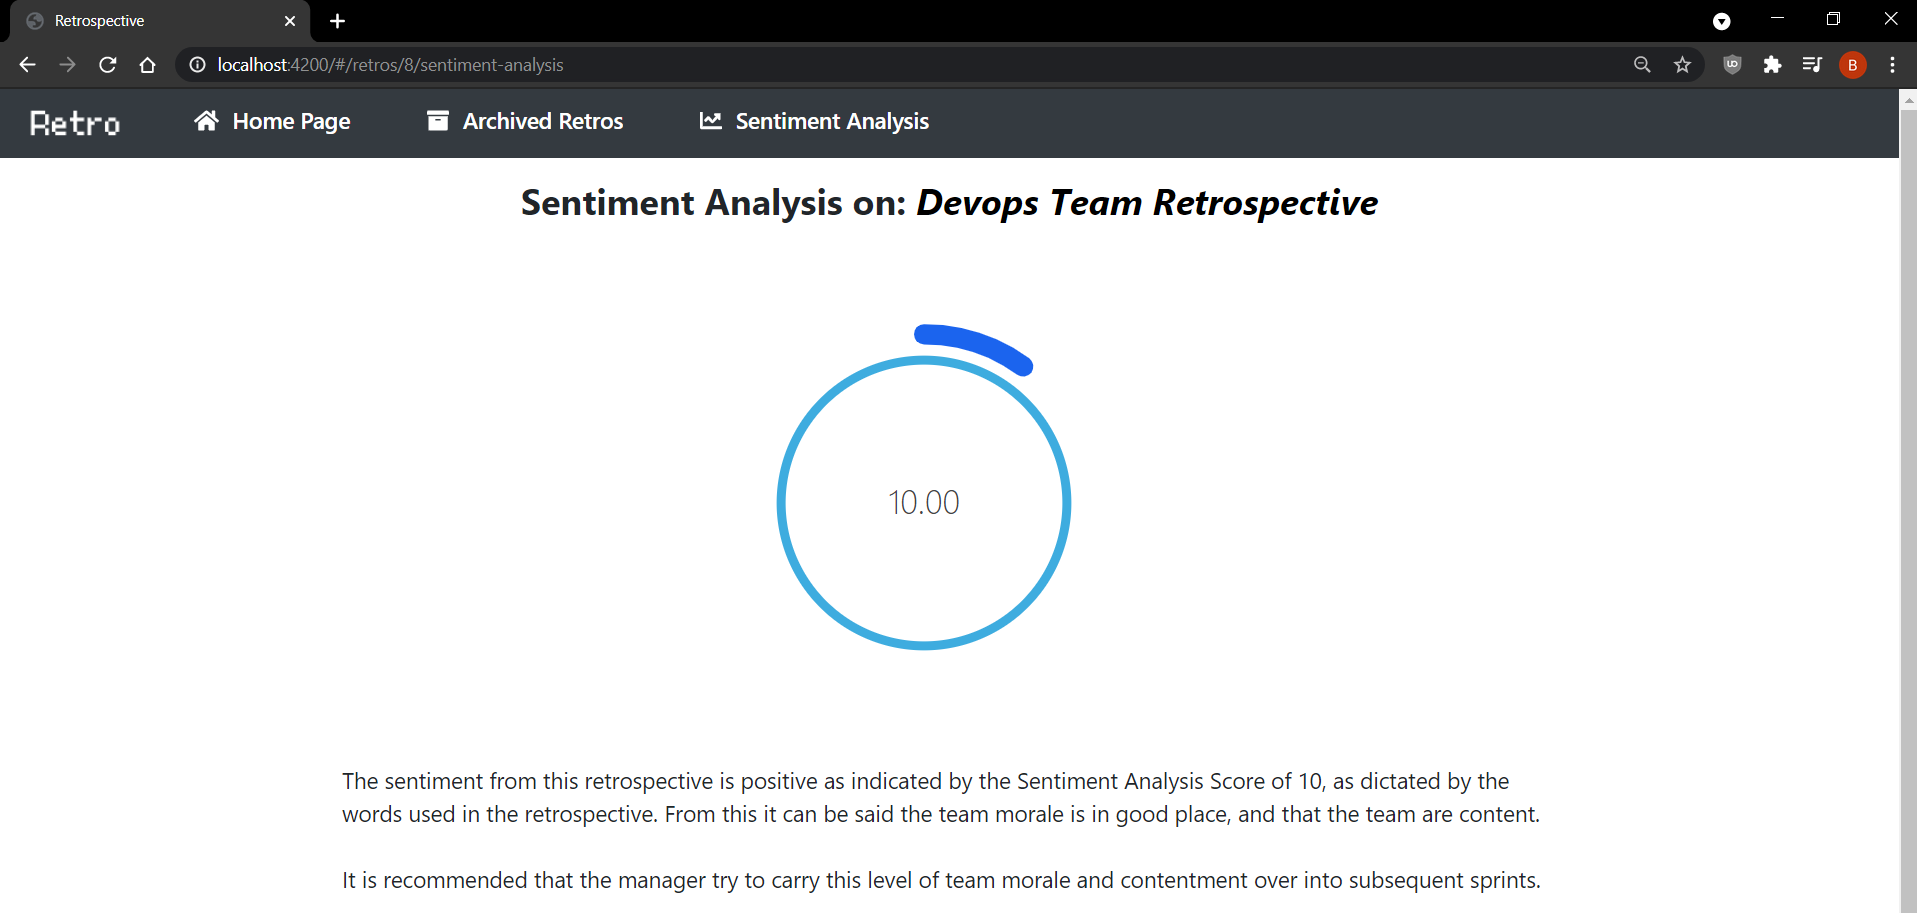 Retrospective
localhost:4200/#/retros/8/sentiment-analysis
B
Retro Home Page Archived Retros Sentiment Analysis
Sentiment Analysis on: Devops Team Retrospective
10.00
The sentiment from this retrospective is positive as indicated by the Sentiment Analysis Score of 10, as dictated by the
words used in the retrospective. From this it can be said the team morale is in good place, and that the team are content.
It is recommended that the manager try to carry this level of team morale and contentment over into subsequent sprints.